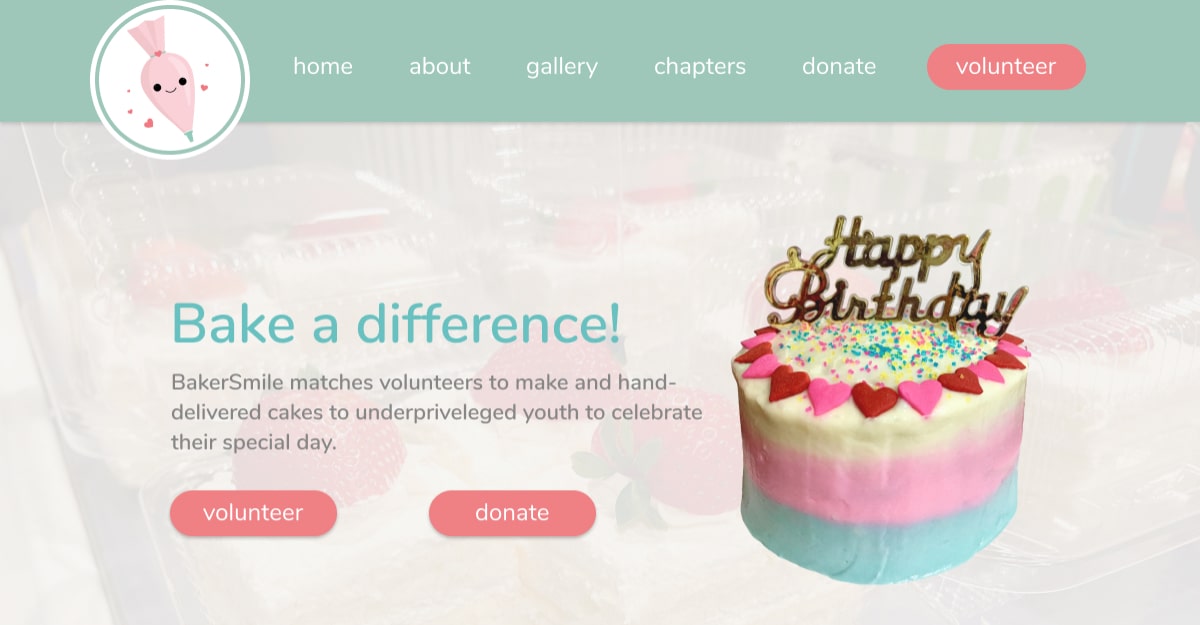 home about gallery chapters donate volunteer
Happy
Birthday
Bake a difference!
BakerSmile matches volunteers to make and hand-
delivered cakes to underpriveleged youth to celebrate
their special day.
volunteer donate